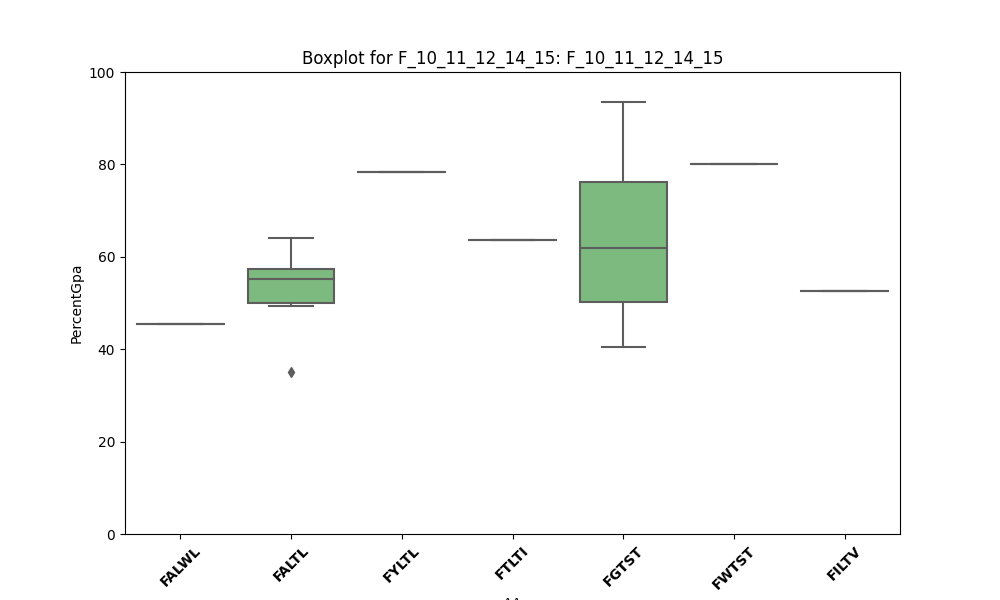 Boxplot for F_10_11_12_14_15: F_10_11_12_14_15
100
80
60
40
20
0
PercentGpa
FALWL
FALTL
FYLTL
FTLTI
FGTST
FWTST
FILTV